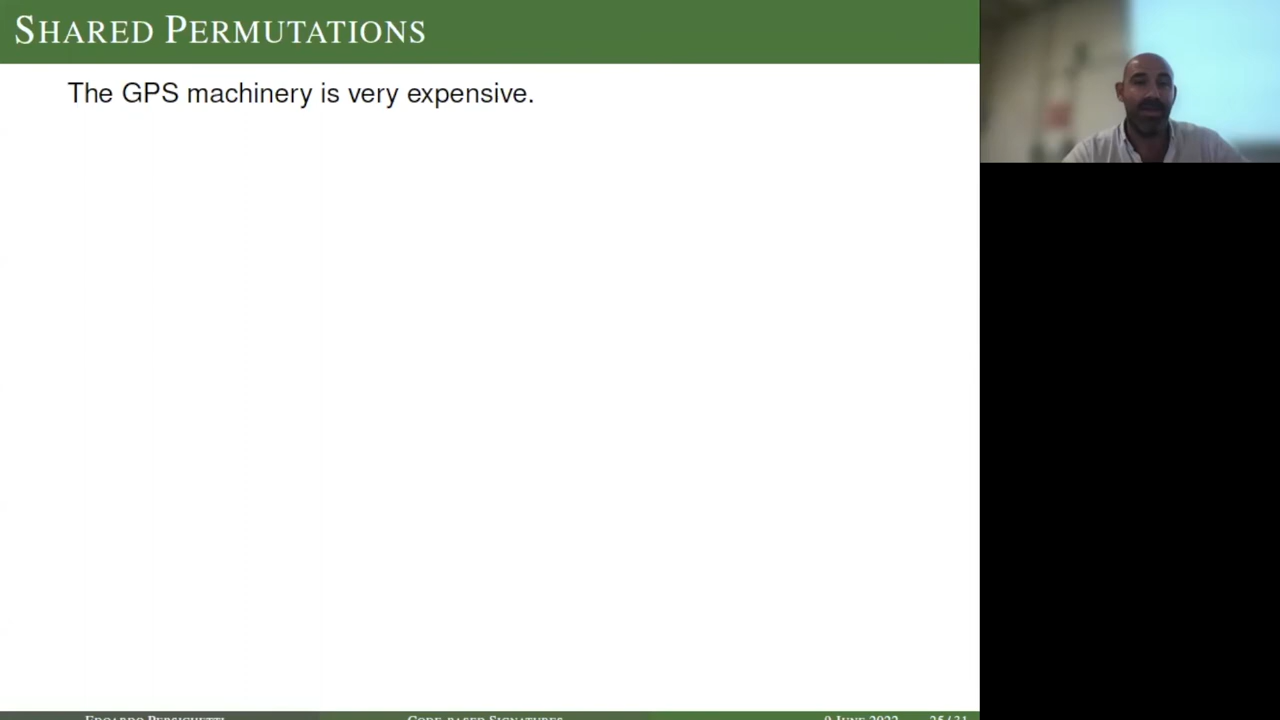 SHARED PERMUTATIONS
The GPS machinery is very expensive.
EDOARDO PERSICHETTI CODE-BASED SIGNATURES 9 JUNE 2022 25 / 31